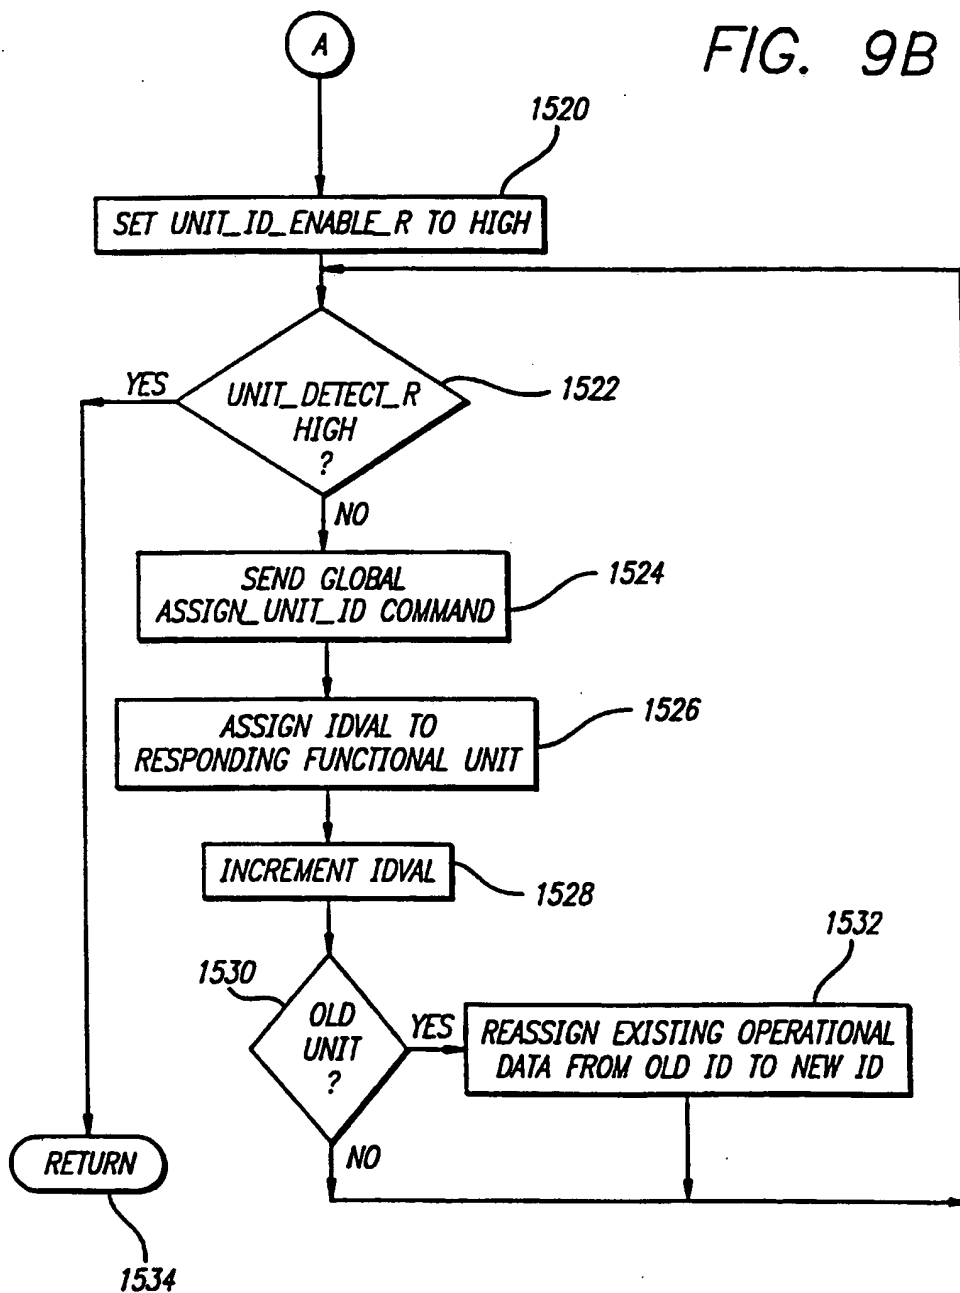 A
FIG. 9B
1520
SET UNIT_ID_ENABLE_R TO HIGH
YES
UNIT_DETECT_R
HIGH
?
1522
NO
SEND GLOBAL
ASSIGN_UNIT_ID COMMAND
1524
ASSIGN IDVAL TO
RESPONDING FUNCTIONAL UNIT
1526
INCREMENT IDVAL
1528
1530
OLD
UNIT
?
YES
1532
REASSIGN EXISTING OPERATIONAL
DATA FROM OLD ID TO NEW ID
NO
RETURN
1534